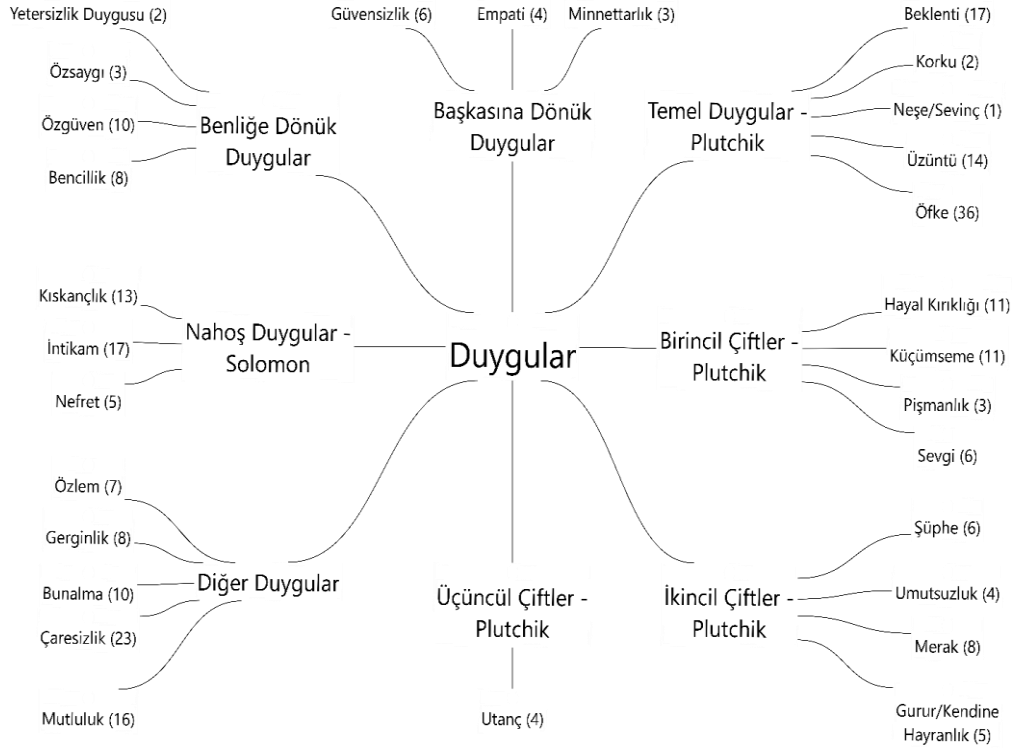 Yetersizlik Duygusu (2)
Özsaygı (3)
Özgüven (10)
Bencillik (8)
Benliğe Dönük
Duygular
Güvensizlik (6)
Empati (4)
Minnettarlık (3)
Başkasına Dönük
Duygular
Temel Duygular -
Plutchik
Beklenti (17)
Korku (2)
Neşe/Sevinç (1)
Üzüntü (14)
Öfke (36)
Kıskançlık (13)
İntikam (17)
Nefret (5)
Nahoş Duygular -
Solomon
Duygular
Birincil Çiftler -
Plutchik
Hayal Kırıklığı (11)
Küçümseme (11)
Pişmanlık (3)
Sevgi (6)
Özlem (7)
Gerginlik (8)
Bunalma (10)
Çaresizlik (23)
Mutluluk (16)
Diğer Duygular
Üçüncül Çiftler -
Plutchik
Utanç (4)
İkincil Çiftler -
Plutchik
Şüphe (6)
Umutsuzluk (4)
Merak (8)
Gurur/Kendine
Hayranlık (5)